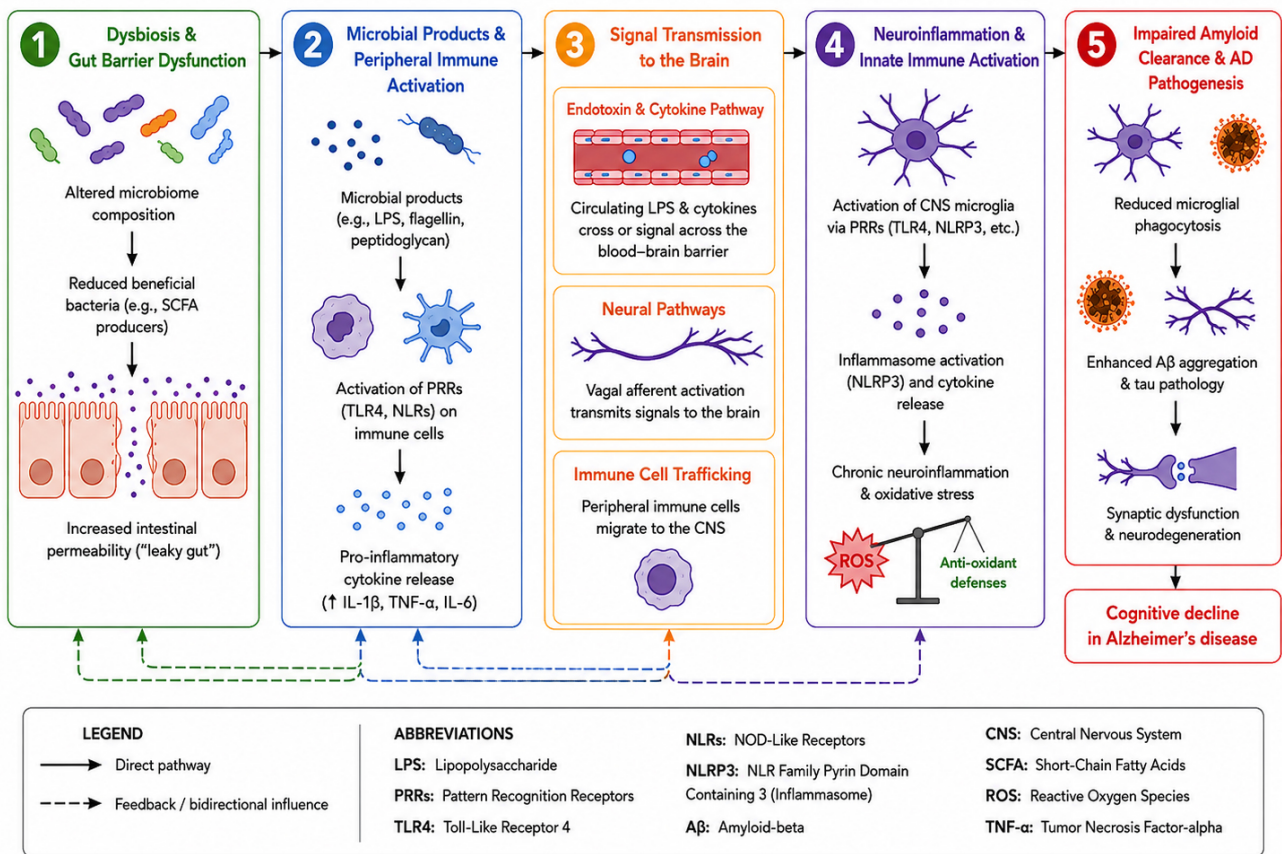 1
Dysbiosis &
Gut Barrier Dysfunction
Altered microbiome
composition
Reduced beneficial
bacteria (e.g., SCFA
producers)
Increased intestinal
permeability (“leaky gut”)
2
Microbial Products &
Peripheral Immune
Activation
Microbial products
(e.g., LPS, flagellin,
peptidoglycan)
Activation of PRRs
(TLR4, NLRs) on
immune cells
Pro-inflammatory
cytokine release
(↑ IL-1β, TNF-α, IL-6)
3
Signal Transmission
to the Brain
Endotoxin & Cytokine Pathway
Circulating LPS & cytokines
cross or signal across the
blood–brain barrier
Neural Pathways
Vagal afferent activation
transmits signals to the brain
Immune Cell Trafficking
Peripheral immune cells
migrate to the CNS
4
Neuroinflammation &
Innate Immune Activation
Activation of CNS microglia
via PRRs (TLR4, NLRP3, etc.)
Inflammasome activation
(NLRP3) and cytokine
release
Chronic neuroinflammation
& oxidative stress
ROS
Anti-oxidant
defenses
5
Impaired Amyloid
Clearance & AD
Pathogenesis
Reduced microglial
phagocytosis
Enhanced Aβ aggregation
& tau pathology
Synaptic dysfunction
& neurodegeneration
Cognitive decline
in Alzheimer’s disease
LEGEND
Direct pathway
Feedback / bidirectional influence
ABBREVIATIONS
LPS: Lipopolysaccharide
PRRs: Pattern Recognition Receptors
TLR4: Toll-Like Receptor 4
NLRs: NOD-Like Receptors
NLRP3: NLR Family Pyrin Domain
Containing 3 (Inflammasome)
Aβ: Amyloid-beta
CNS: Central Nervous System
SCFA: Short-Chain Fatty Acids
ROS: Reactive Oxygen Species
TNF-α: Tumor Necrosis Factor-alpha